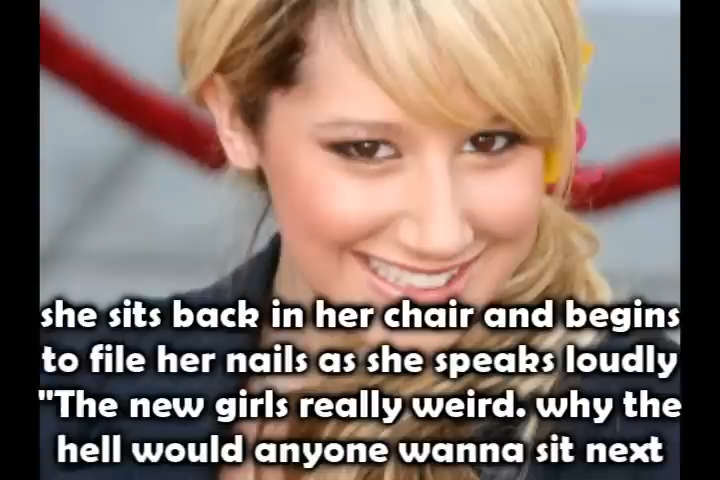 she sits back in her chair and begins
to file her nails as she speaks loudly
"The new girls really weird. why the
hell would anyone wanna sit next